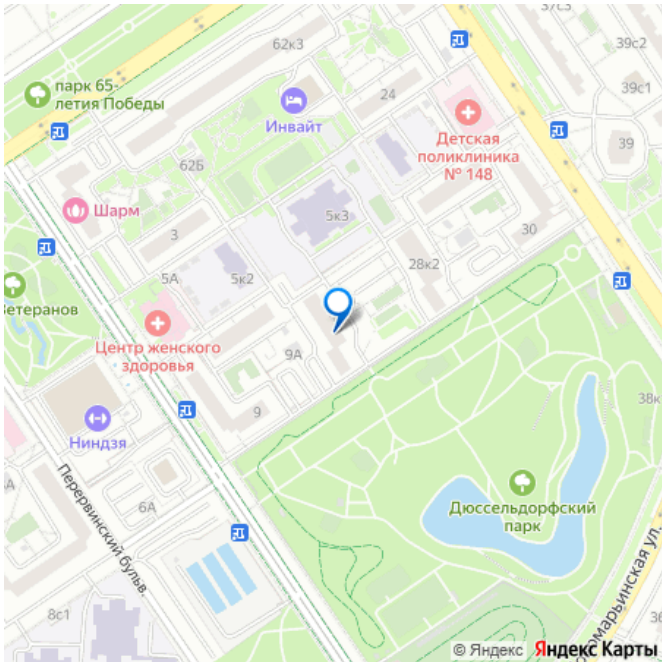 37с3
62к3
39с2
парк 65-
летия Победы
24
39с1
Инвайт
Детская
поликлиника
№ 148
39
62Б
Шарм
5к3
3
30
28к2
5А
5к2
Ветеранов
Центр женского
здоровья
9А
38к
9
Ниндзя
Перервинский бульв.
6А
Дюссельдорфский
парк
8с1
© Яндекс Яндекс Карты